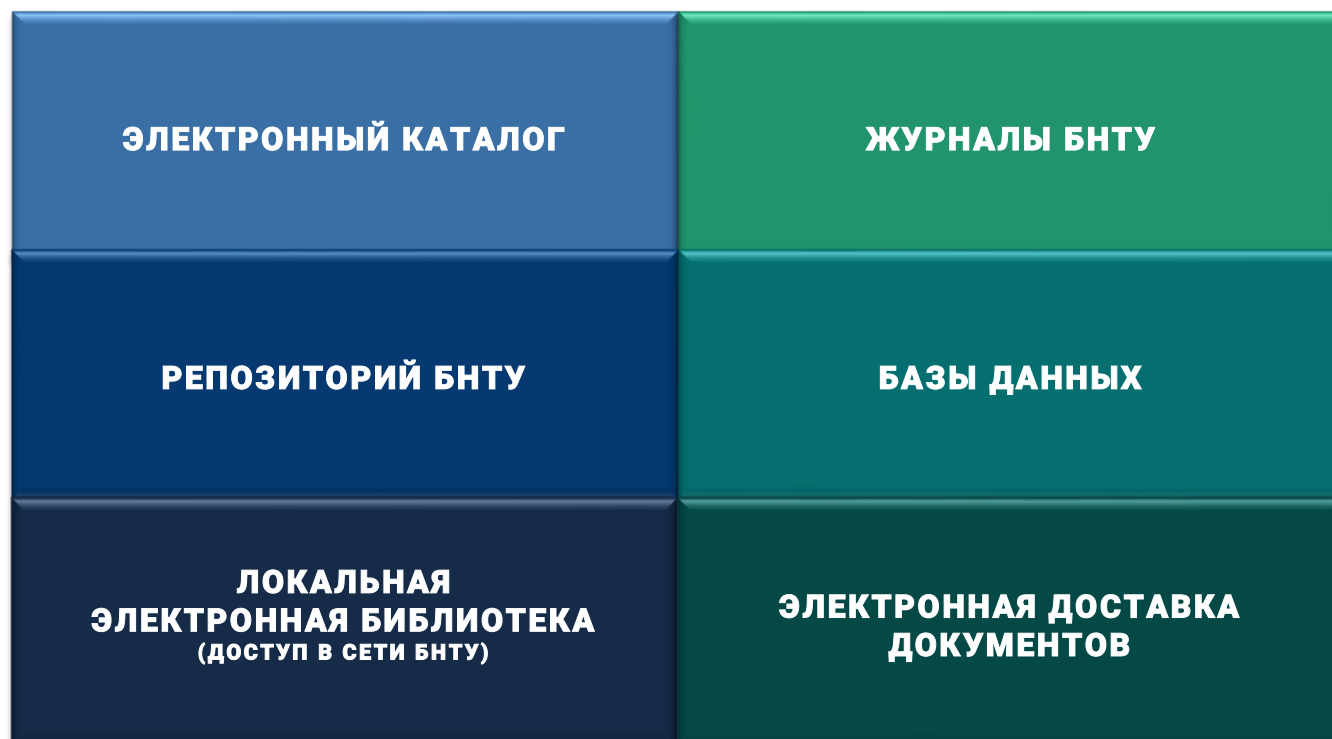 ЭЛЕКТРОННЫЙ КАТАЛОГ
ЖУРНАЛЫ БНТУ
РЕПОЗИТОРИЙ БНТУ
БАЗЫ ДАННЫХ
ЛОКАЛЬНАЯ
ЭЛЕКТРОННАЯ БИБЛИОТЕКА
(ДОСТУП В СЕТИ БНТУ)
ЭЛЕКТРОННАЯ ДОСТАВКА
ДОКУМЕНТОВ